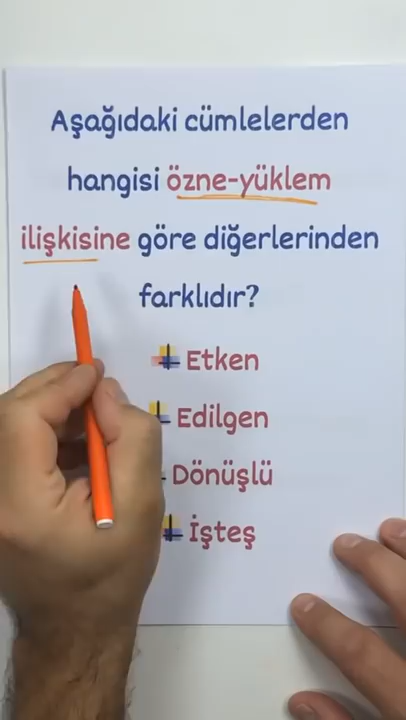 Aşağıdaki cümlelerden
hangisi özne-yüklem
ilişkisine göre diğerlerinden
farklıdır?
Etken
Edilgen
Dönüşlü
İşteş